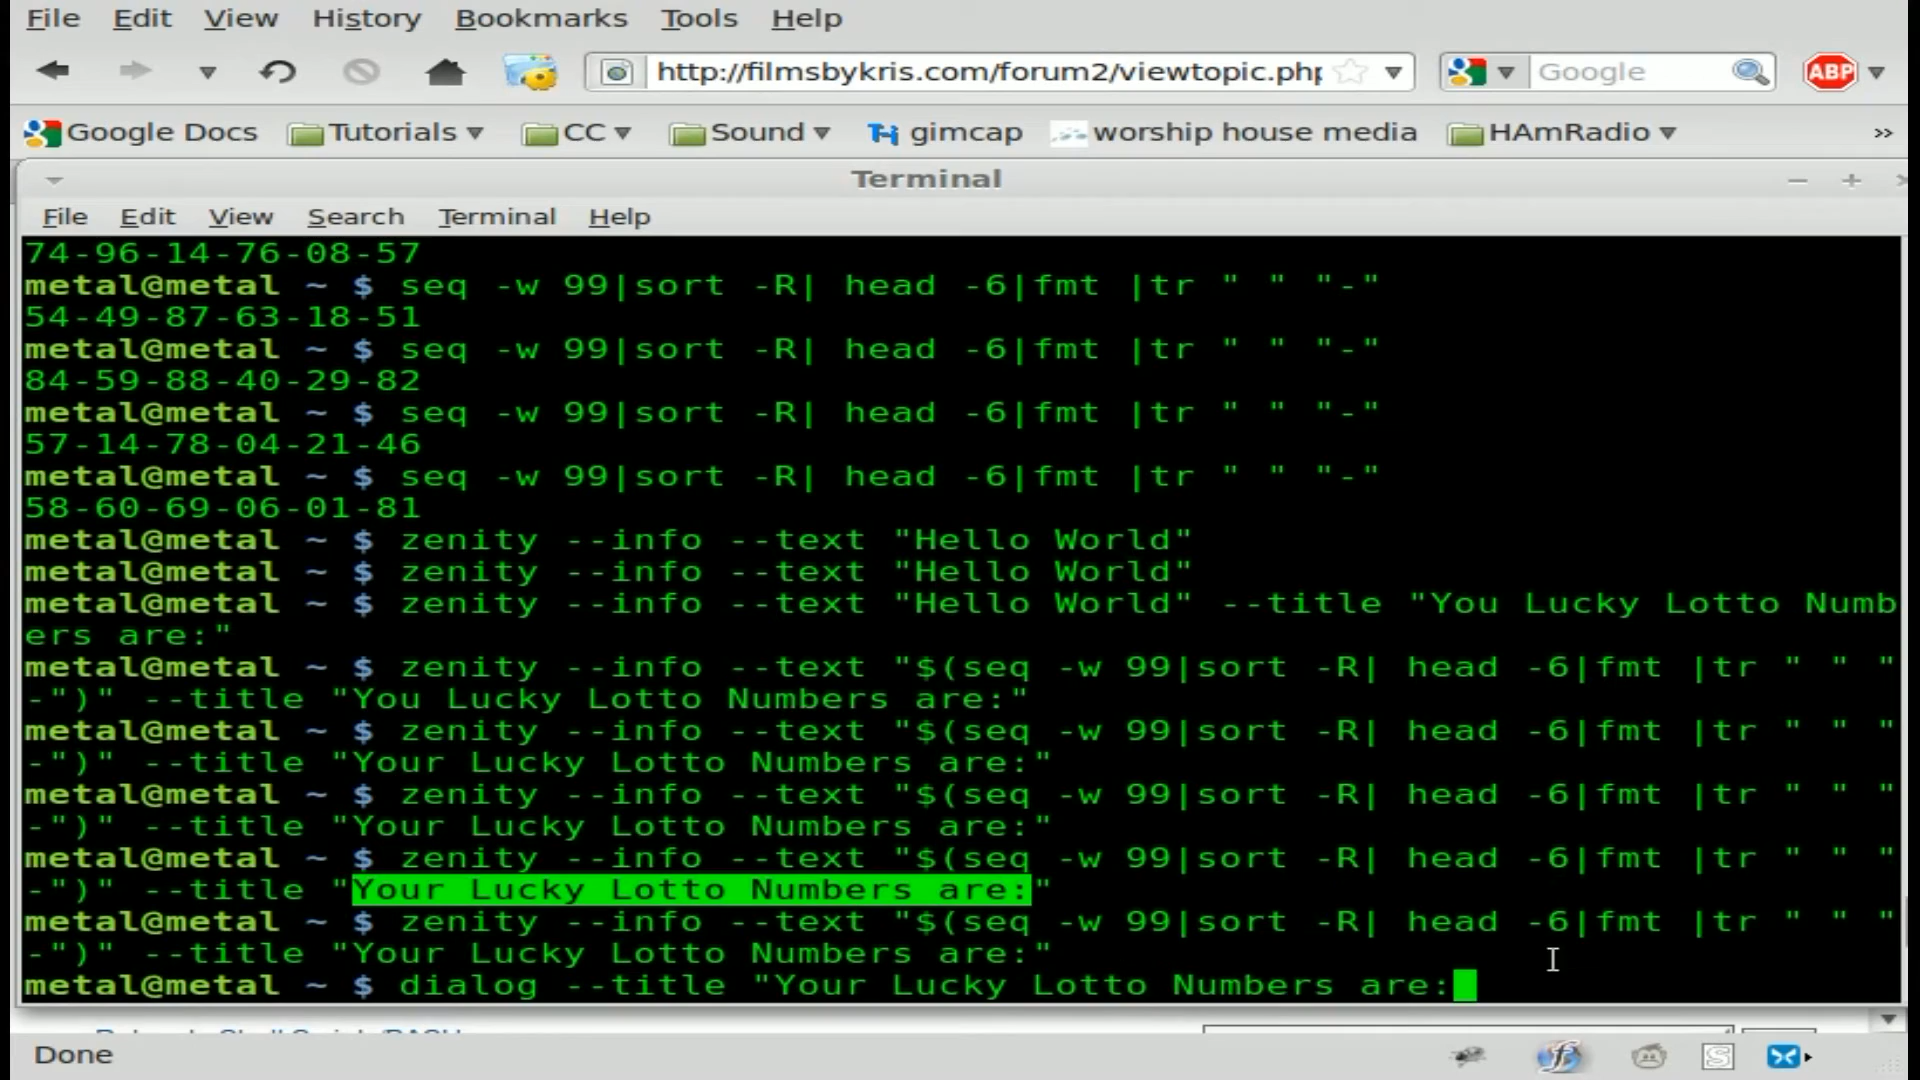 File Edit View History Bookmarks Tools Help
http://filmsbykris.com/forum2/viewtopic.php Google ABP
Google Docs Tutorials CC Sound gimcap worship house media HAmRadio »
Terminal
File Edit View Search Terminal Help
74-96-14-76-08-57
metal@metal ~ $ seq -w 99|sort -R| head -6|fmt |tr " " "-"
54-49-87-63-18-51
metal@metal ~ $ seq -w 99|sort -R| head -6|fmt |tr " " "-"
84-59-88-40-29-82
metal@metal ~ $ seq -w 99|sort -R| head -6|fmt |tr " " "-"
57-14-78-04-21-46
metal@metal ~ $ seq -w 99|sort -R| head -6|fmt |tr " " "-"
58-60-69-06-01-81
metal@metal ~ $ zenity --info --text "Hello World"
metal@metal ~ $ zenity --info --text "Hello World"
metal@metal ~ $ zenity --info --text "Hello World" --title "You Lucky Lotto Numb
ers are:"
metal@metal ~ $ zenity --info --text "$(seq -w 99|sort -R| head -6|fmt |tr " " "
-")" --title "You Lucky Lotto Numbers are:"
metal@metal ~ $ zenity --info --text "$(seq -w 99|sort -R| head -6|fmt |tr " " "
-")" --title "Your Lucky Lotto Numbers are:"
metal@metal ~ $ zenity --info --text "$(seq -w 99|sort -R| head -6|fmt |tr " " "
-")" --title "Your Lucky Lotto Numbers are:"
metal@metal ~ $ zenity --info --text "$(seq -w 99|sort -R| head -6|fmt |tr " " "
-")" --title "Your Lucky Lotto Numbers are:"
metal@metal ~ $ zenity --info --text "$(seq -w 99|sort -R| head -6|fmt |tr " " "
-")" --title "Your Lucky Lotto Numbers are:"
metal@metal ~ $ dialog --title "Your Lucky Lotto Numbers are:
Done